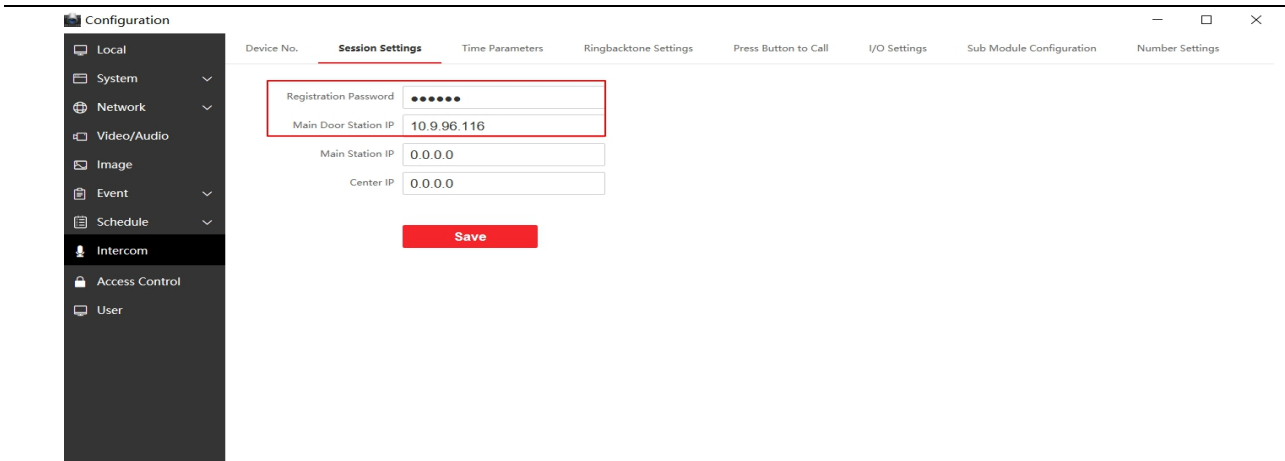 Configuration
Local
System
Network
Video/Audio
Image
Event
Schedule
Intercom
Access Control
User
Device No. Session Settings Time Parameters Ringbacktone Settings Press Button to Call I/O Settings Sub Module Configuration Number Settings
Registration Password ●●●●●●
Main Door Station IP 10.9.96.116
Main Station IP 0.0.0.0
Center IP 0.0.0.0
Save